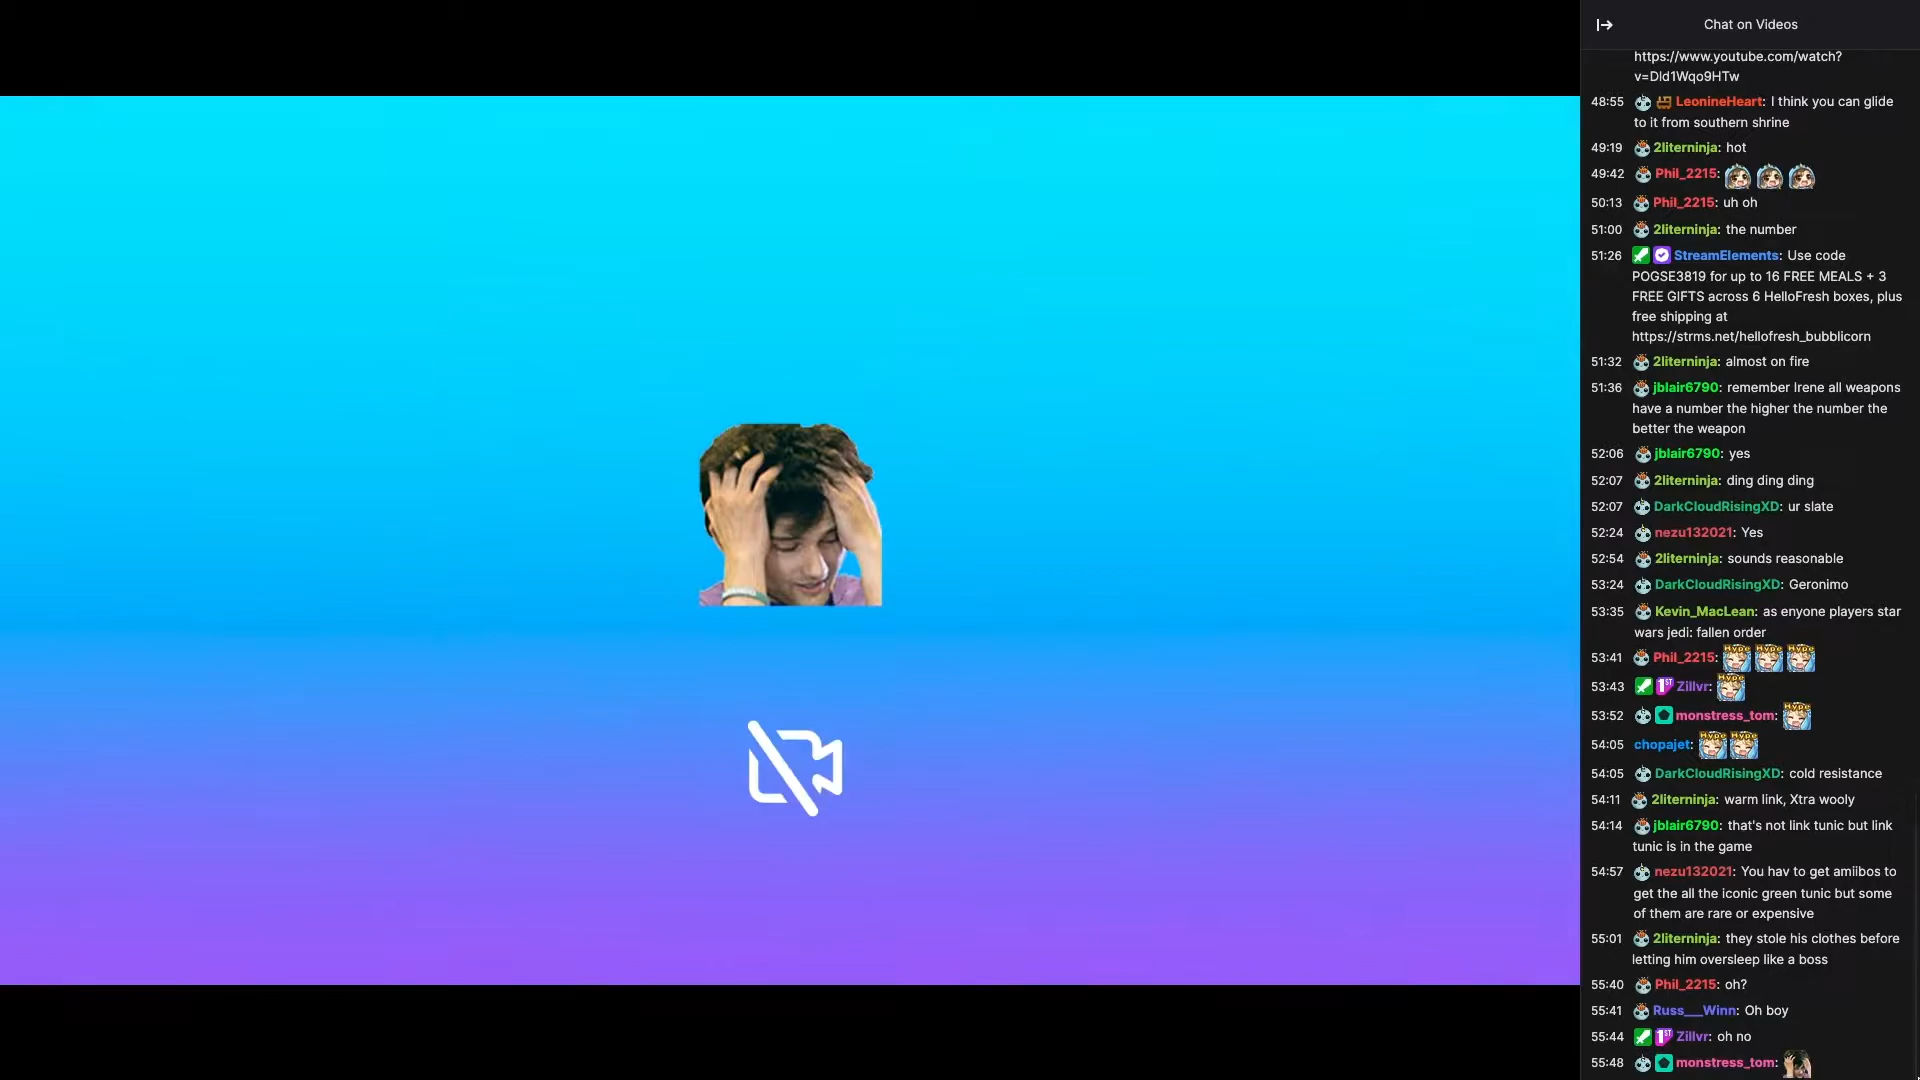 Chat on Videos
https://www.youtube.com/watch?
v=Dld1Wqo9HTw
48:55 LeonineHeart: I think you can glide
to it from southern shrine
49:19 2literninja: hot
49:42 Phil_2215:
50:13 Phil_2215: uh oh
51:00 2literninja: the number
51:26 StreamElements: Use code
POGSE3819 for up to 16 FREE MEALS + 3
FREE GIFTS across 6 HelloFresh boxes, plus
free shipping at
https://strms.net/hellofresh_bubblicorn
51:32 2literninja: almost on fire
51:36 jblair6790: remember Irene all weapons
have a number the higher the number the
better the weapon
52:06 jblair6790: yes
52:07 2literninja: ding ding ding
52:07 DarkCloudRisingXD: ur slate
52:24 nezu132021: Yes
52:54 2literninja: sounds reasonable
53:24 DarkCloudRisingXD: Geronimo
53:35 Kevin_MacLean: as enyone players star
wars jedi: fallen order
53:41 Phil_2215: HYPE HYPE HYPE
53:43 1ST Zillvr: HYPE
53:52 monstress_tom: HYPE
54:05 chopajet: HYPE HYPE
54:05 DarkCloudRisingXD: cold resistance
54:11 2literninja: warm link, Xtra wooly
54:14 jblair6790: that's not link tunic but link
tunic is in the game
54:57 nezu132021: You hav to get amiibos to
get the all the iconic green tunic but some
of them are rare or expensive
55:01 2literninja: they stole his clothes before
letting him oversleep like a boss
55:40 Phil_2215: oh?
55:41 Russ___Winn: Oh boy
55:44 1ST Zillvr: oh no
55:48 monstress_tom: